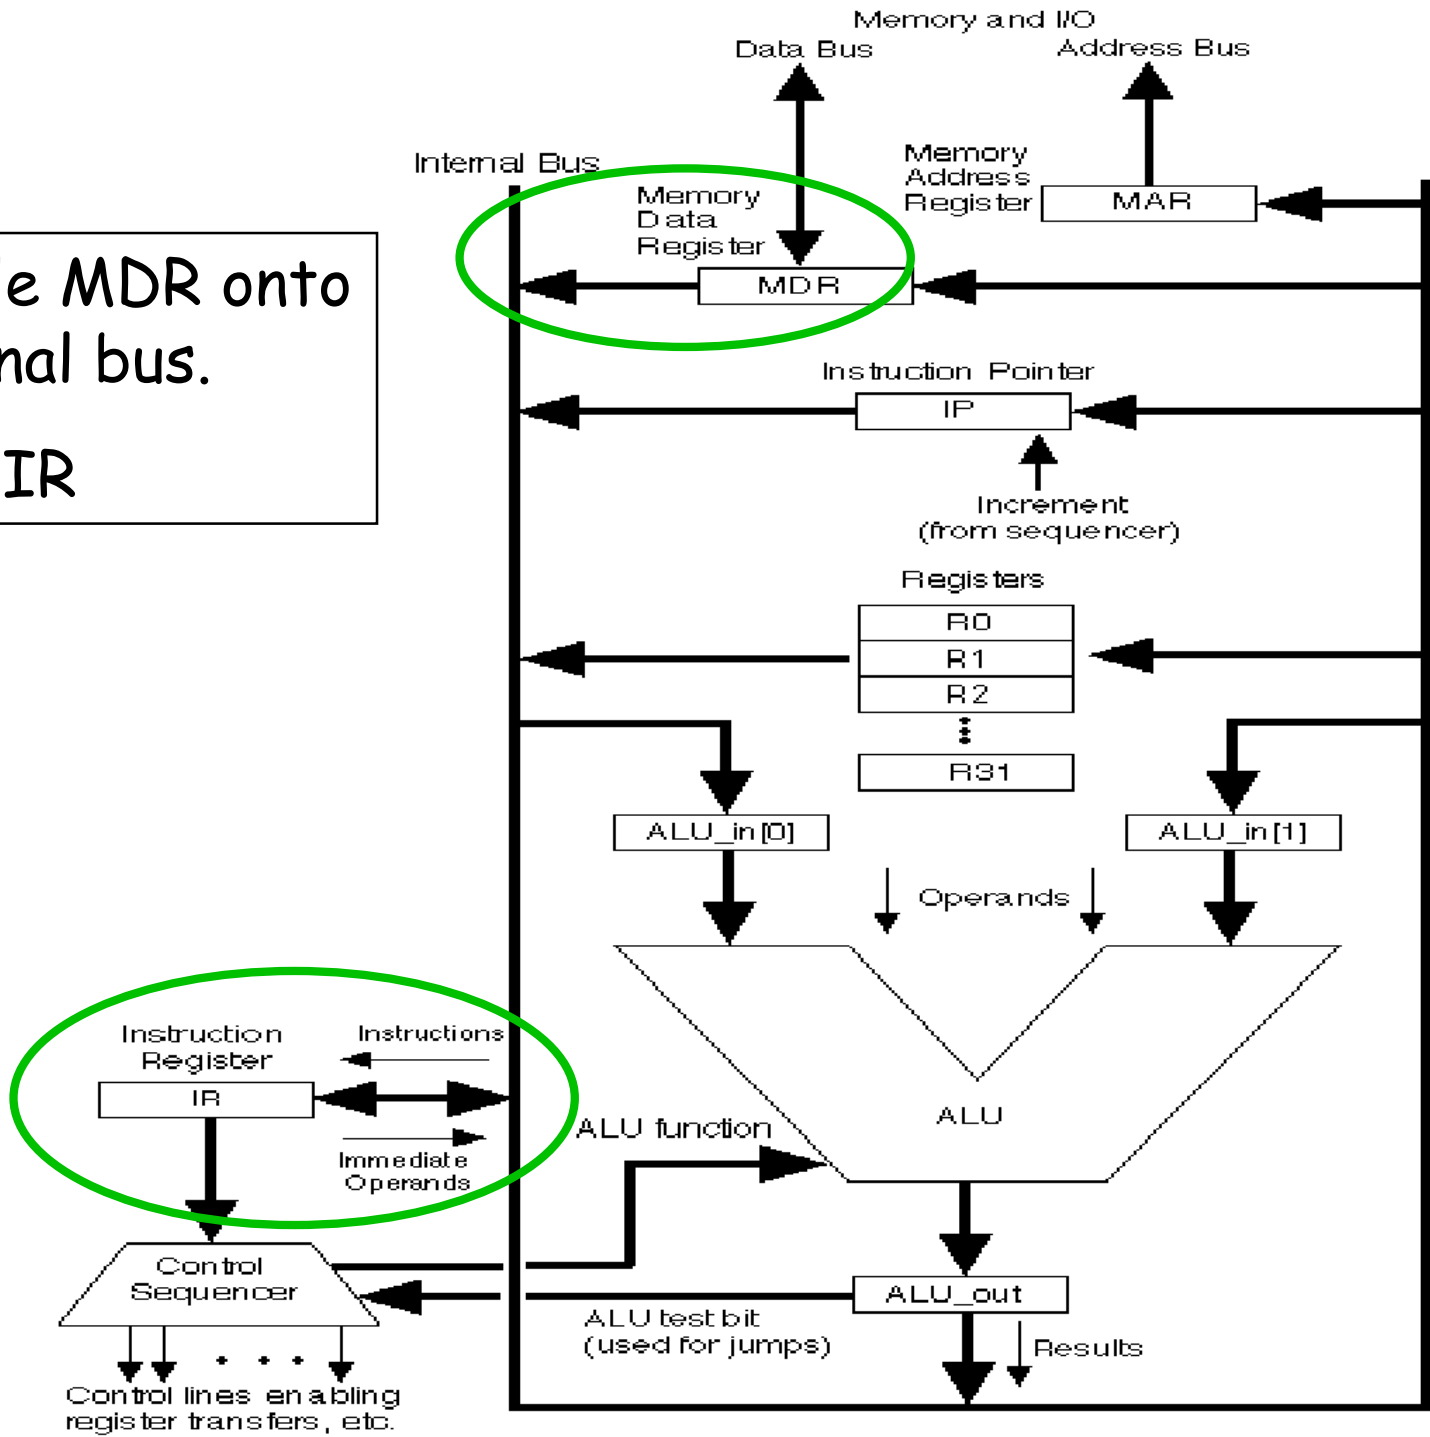 Memory and I/O
Data Bus
Address Bus
Internal Bus
Memory
Data
Register
Memory
Address
Register
MAR
MDR
MDR onto
bus.
IR
Instruction Pointer
IP
Increment
(from sequencer)
Registers
R0
R1
R2
R31
ALU_in[0]
ALU_in[1]
Operands
Instruction
Register
Instructions
IR
Immediate
Operands
ALU function
ALU
Control
Sequencer
ALU_out
ALU test bit
(used for jumps)
Results
Control lines enabling
register transfers, etc.